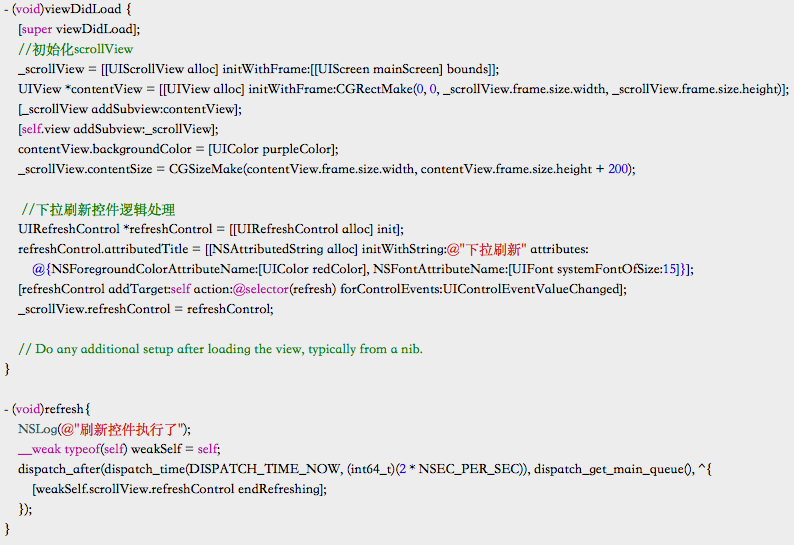 - (void)viewDidLoad {
[super viewDidLoad];
//初始化scrollView
_scrollView = [[UIScrollView alloc] initWithFrame:[[UIScreen mainScreen] bounds]];
UIView *contentView = [[UIView alloc] initWithFrame:CGRectMake(0, 0, _scrollView.frame.size.width, _scrollView.frame.size.height)];
[_scrollView addSubview:contentView];
[self.view addSubview:_scrollView];
contentView.backgroundColor = [UIColor purpleColor];
_scrollView.contentSize = CGSizeMake(contentView.frame.size.width, contentView.frame.size.height + 200);
//下拉刷新控件逻辑处理
UIRefreshControl *refreshControl = [[UIRefreshControl alloc] init];
refreshControl.attributedTitle = [[NSAttributedString alloc] initWithString:@"下拉刷新" attributes:
@{NSForegroundColorAttributeName:[UIColor redColor], NSFontAttributeName:[UIFont systemFontOfSize:15]}];
[refreshControl addTarget:self action:@selector(refresh) forControlEvents:UIControlEventValueChanged];
_scrollView.refreshControl = refreshControl;
// Do any additional setup after loading the view, typically from a nib.
}
- (void)refresh{
NSLog(@"刷新控件执行了");
__weak typeof(self) weakSelf = self;
dispatch_after(dispatch_time(DISPATCH_TIME_NOW, (int64_t)(2 * NSEC_PER_SEC)), dispatch_get_main_queue(), ^{
[weakSelf.scrollView.refreshControl endRefreshing];
});
}